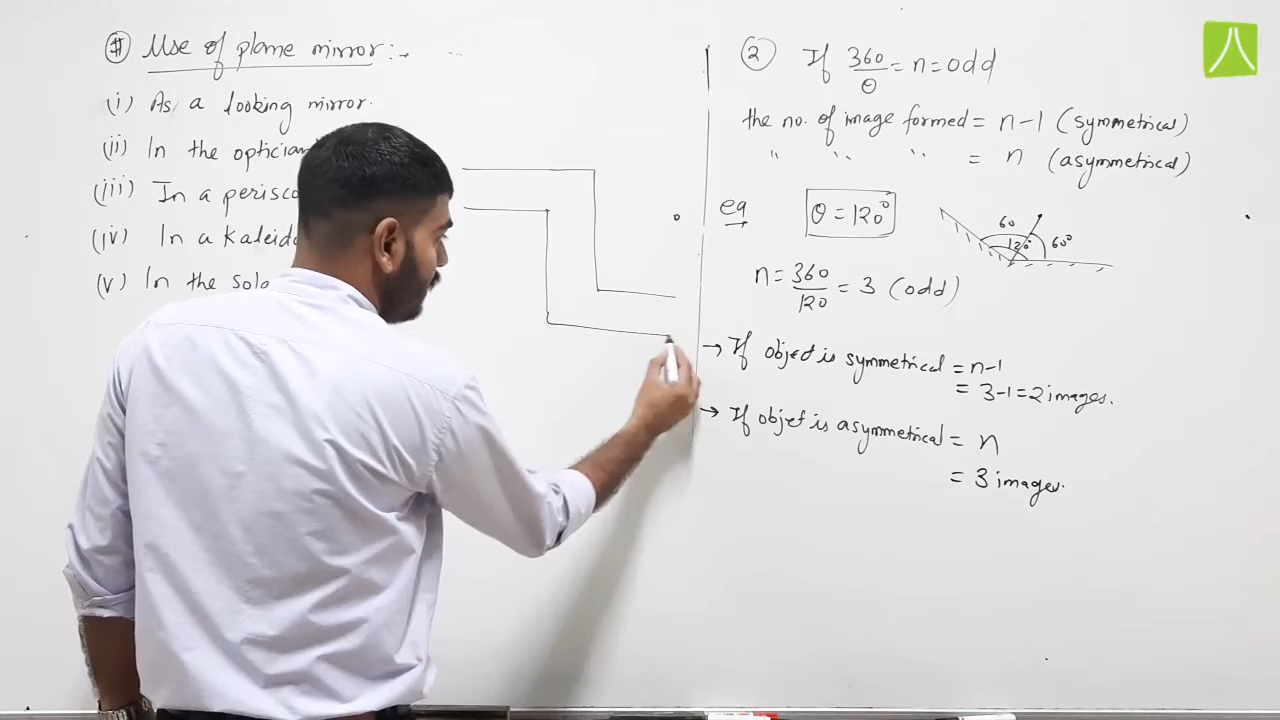 # Use of plane mirror:-
(i) As a looking mirror.
(ii) In the optician
(iii) In a perisco
(iv) In a Kaleido
(v) In the sola
② If 360/θ = n = odd
the no. of image formed = n-1 (symmetrical)
" " " = n (asymmetrical)
eg θ = 120°
60
120°
60°
n = 360/120 = 3 (odd)
→ If object is symmetrical = n-1
= 3-1 = 2 images.
→ If objet is asymmetrical = n
= 3 images.